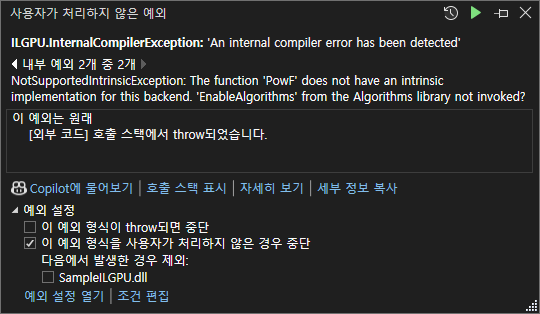 사용자가 처리하지 않은 예외
ILGPU.InternalCompilerException: 'An internal compiler error has been detected'
내부 예외 2개 중 2개
NotSupportedIntrinsicException: The function 'PowF' does not have an intrinsic
implementation for this backend. 'EnableAlgorithms' from the Algorithms library not invoked?
이 예외는 원래
[외부 코드] 호출 스택에서 throw되었습니다.
Copilot에 물어보기 | 호출 스택 표시 | 자세히 보기 | 세부 정보 복사
예외 설정
이 예외 형식이 throw되면 중단
이 예외 형식을 사용자가 처리하지 않은 경우 중단
다음에서 발생한 경우 제외:
SampleILGPU.dll
예외 설정 열기 | 조건 편집